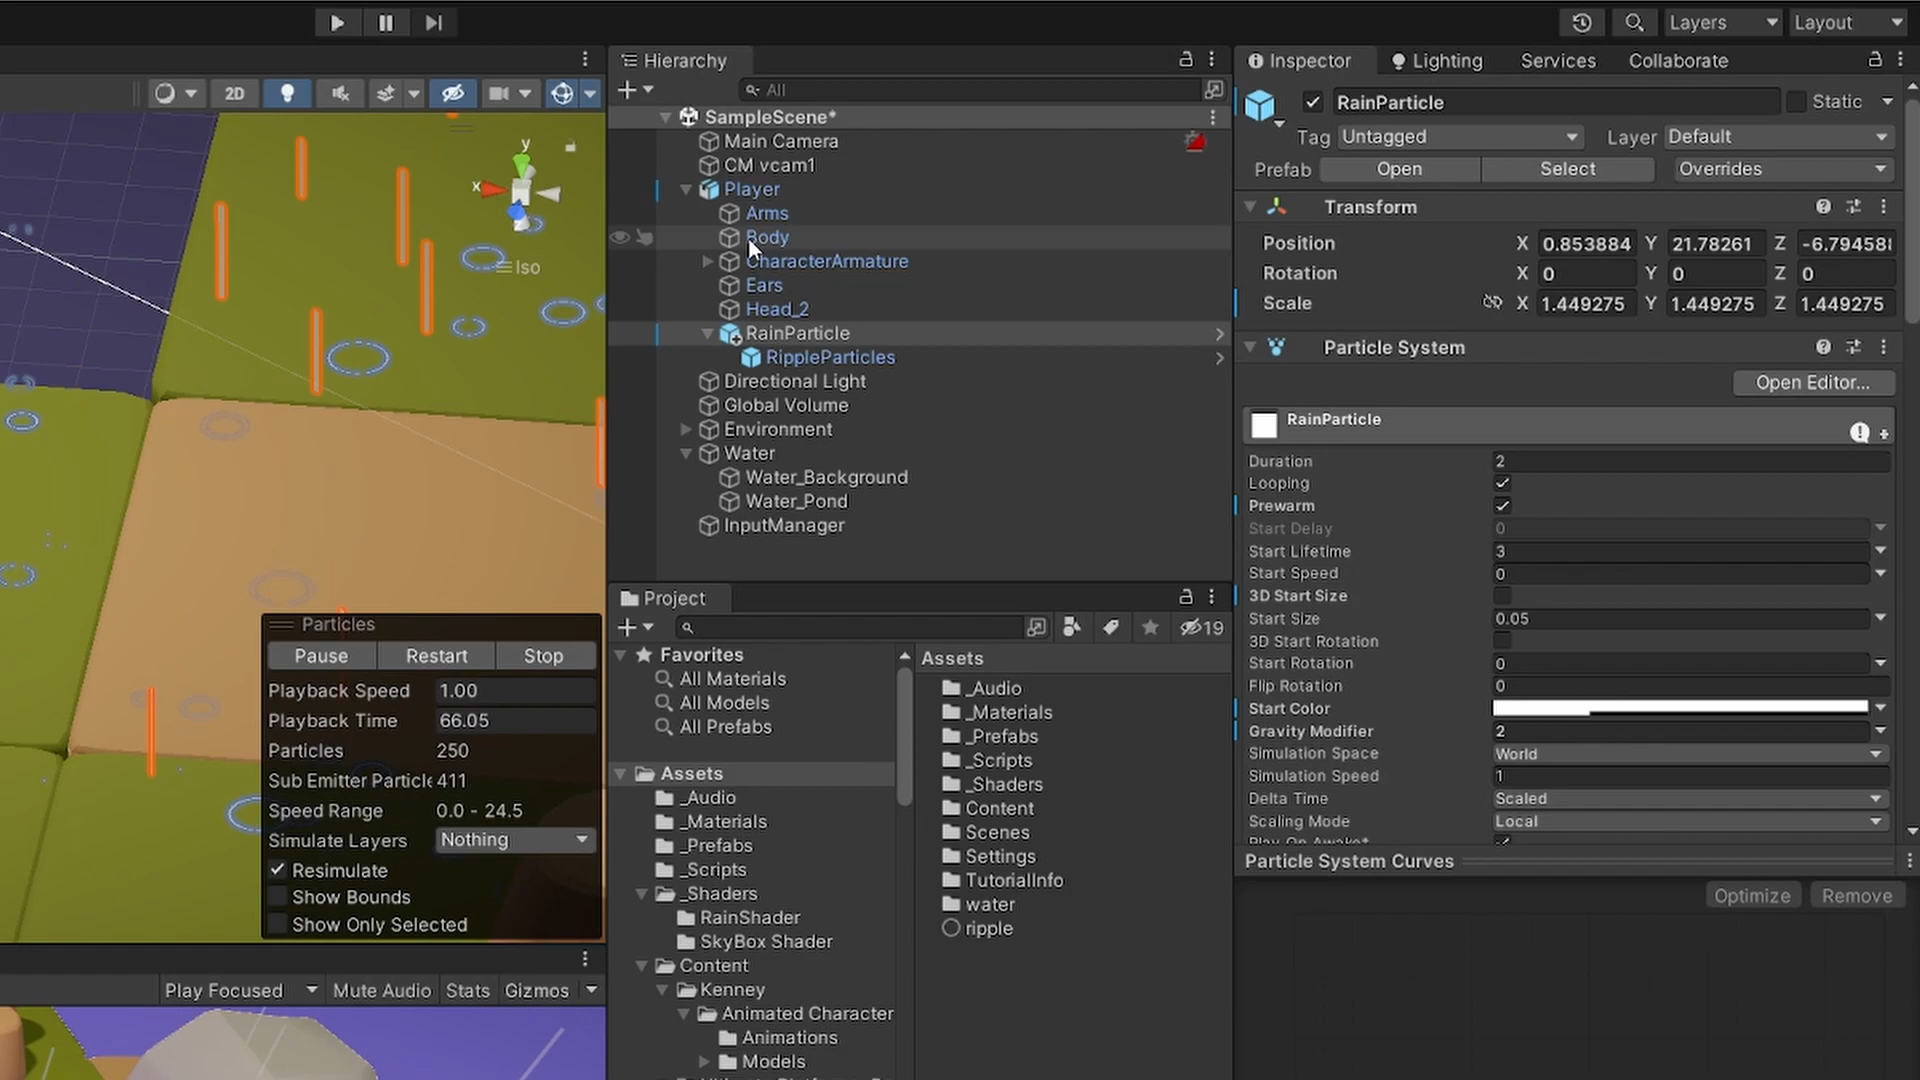 Layers
Layout
2D
y
x
Iso
Particles
Pause Restart Stop
Playback Speed 1.00
Playback Time 66.05
Particles 250
Sub Emitter Particle 411
Speed Range 0.0 - 24.5
Simulate Layers Nothing
Resimulate
Show Bounds
Show Only Selected
Play Focused Mute Audio Stats Gizmos
Hierarchy
All
SampleScene*
Main Camera
CM vcam1
Player
Arms
Body
CharacterArmature
Ears
Head_2
RainParticle
RippleParticles
Directional Light
Global Volume
Environment
Water
Water_Background
Water_Pond
InputManager
Project
19
Favorites
All Materials
All Models
All Prefabs
Assets
_Audio
_Materials
_Prefabs
_Scripts
_Shaders
RainShader
SkyBox Shader
Content
Kenney
Animated Character
Animations
Models
Assets
_Audio
_Materials
_Prefabs
_Scripts
_Shaders
Content
Scenes
Settings
TutorialInfo
water
ripple
Inspector Lighting Services Collaborate
RainParticle Static
Tag Untagged Layer Default
Prefab Open Select Overrides
Transform
Position X 0.853884 Y 21.78261 Z -6.794588
Rotation X 0 Y 0 Z 0
Scale X 1.449275 Y 1.449275 Z 1.449275
Particle System
Open Editor...
RainParticle
Duration 2
Looping
Prewarm
Start Delay 0
Start Lifetime 3
Start Speed 0
3D Start Size
Start Size 0.05
3D Start Rotation
Start Rotation 0
Flip Rotation 0
Start Color
Gravity Modifier 2
Simulation Space World
Simulation Speed 1
Delta Time Scaled
Scaling Mode Local
Play On Awake*
Particle System Curves
Optimize Remove